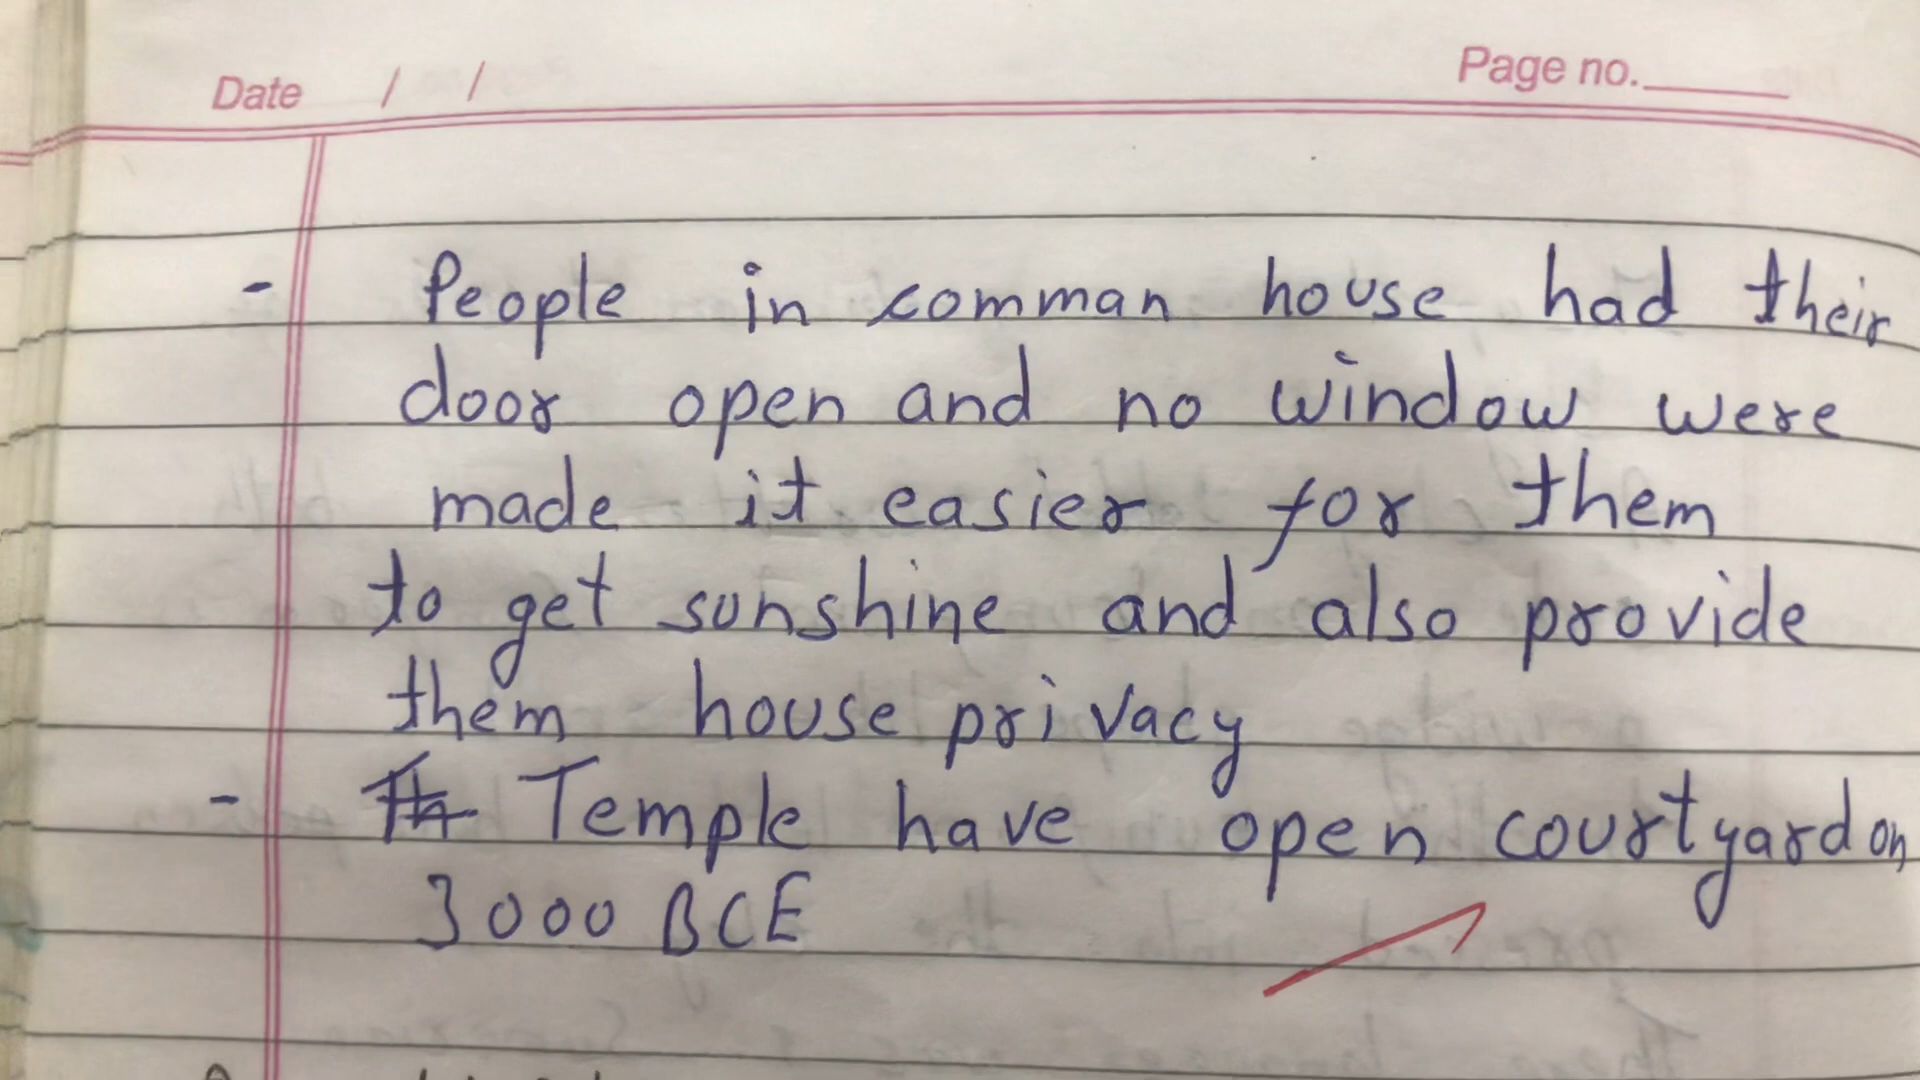 Date / /
Page no.
- People in comman house had their
door open and no window were
made it easier for them
to get sunshine and also provide
them house privacy
- Temple have open courtyard on
3000 BCE